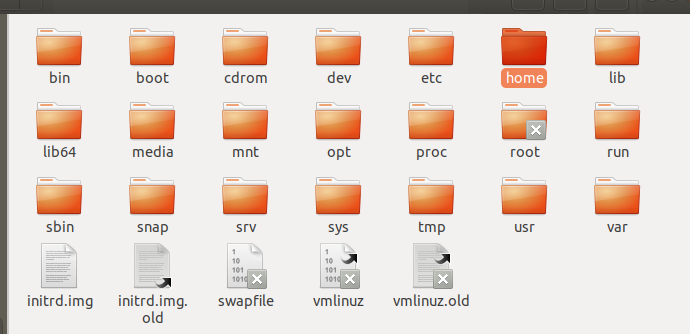 bin boot cdrom dev etc home lib
lib64 media mnt opt proc root run
sbin snap srv sys tmp usr var
initrd.img initrd.img. swapfile vmlinuz vmlinuz.old
old